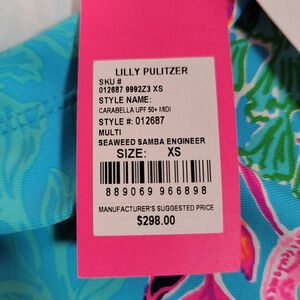 LILLY PULITZER
SKU #
012687 9992Z3 XS
STYLE NAME:
CARABELLA UPF 50+ MIDI
STYLE #: 012687
MULTI
SEAWEED SAMBA ENGINEER
SIZE: XS
889069 966898
MANUFACTURER'S SUGGESTED PRICE
$298.00